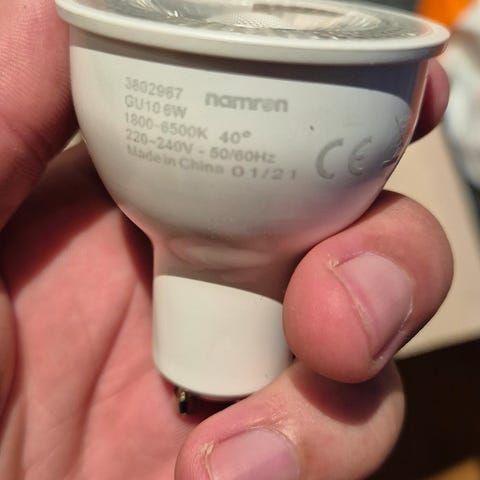 3802967
namron
GU10 6W
1800-6500K 40°
220-240V - 50/60Hz
Made in China 01/21
CE